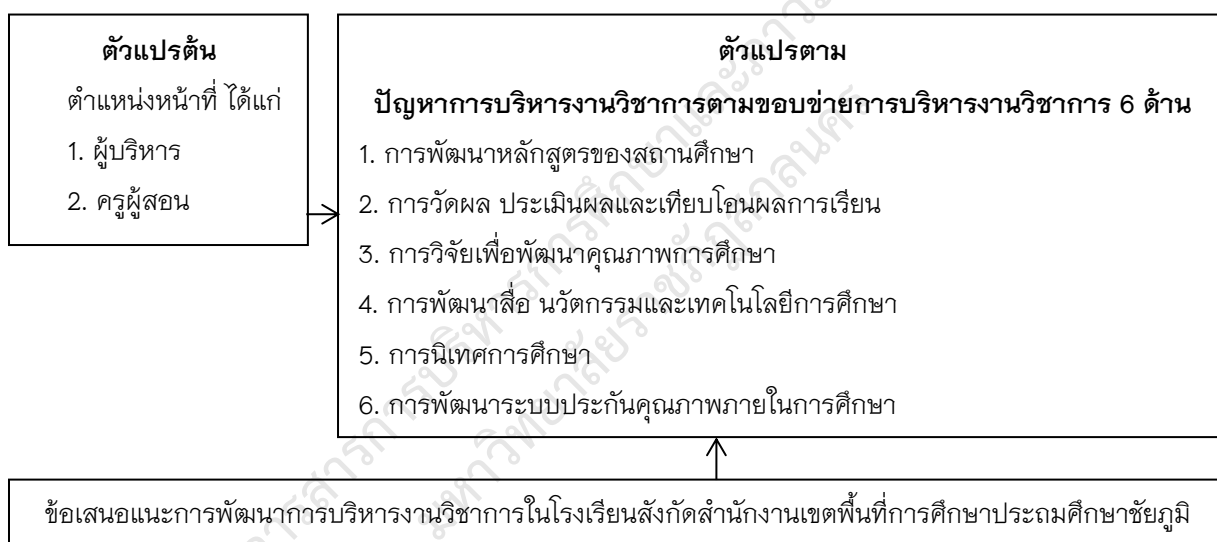 ตัวแปรต้น
ตำแหน่งหน้าที่ ได้แก่
1. ผู้บริหาร
2. ครูผู้สอน
ตัวแปรตาม
ปัญหาการบริหารงานวิชาการตามขอบข่ายการบริหารงานวิชาการ 6 ด้าน
1. การพัฒนาหลักสูตรของสถานศึกษา
2. การวัดผล ประเมินผลและเทียบโอนผลการเรียน
3. การวิจัยเพื่อพัฒนาคุณภาพการศึกษา
4. การพัฒนาสื่อ นวัตกรรมและเทคโนโลยีการศึกษา
5. การนิเทศการศึกษา
6. การพัฒนาระบบประกันคุณภาพภายในการศึกษา
ข้อเสนอแนะการพัฒนาการบริหารงานวิชาการในโรงเรียนสังกัดสำนักงานเขตพื้นที่การศึกษาประถมศึกษาชัยภูมิ